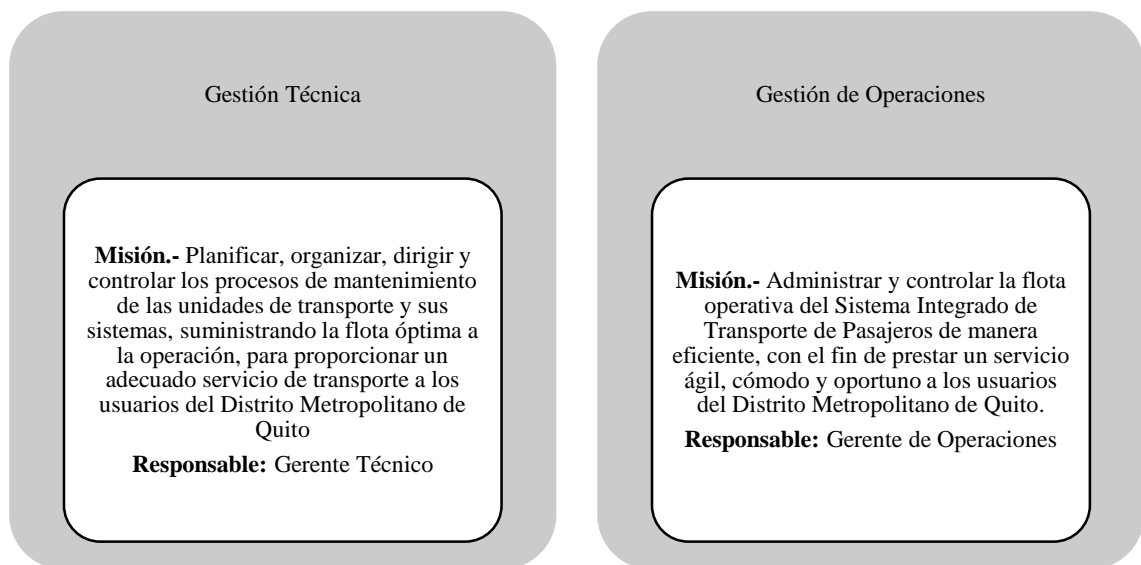 Gestión Técnica
Misión.- Planificar, organizar, dirigir y
controlar los procesos de mantenimiento
de las unidades de transporte y sus
sistemas, suministrando la flota óptima a
la operación, para proporcionar un
adecuado servicio de transporte a los
usuarios del Distrito Metropolitano de
Quito
Responsable: Gerente Técnico
Gestión de Operaciones
Misión.- Administrar y controlar la flota
operativa del Sistema Integrado de
Transporte de Pasajeros de manera
eficiente, con el fin de prestar un servicio
ágil, cómodo y oportuno a los usuarios
del Distrito Metropolitano de Quito.
Responsable: Gerente de Operaciones